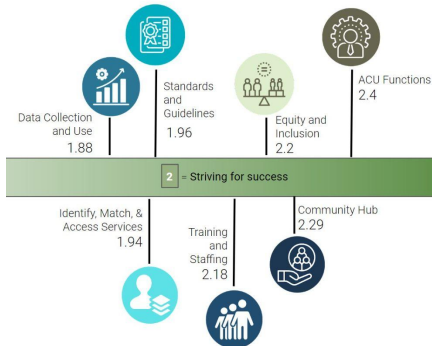 ACU Functions
2.4
Standards
and
Guidelines
1.96
Data Collection
and Use
1.88
Equity and
Inclusion
2.2
2 = Striving for success
Identify, Match, &
Access Services
1.94
Training
and
Staffing
2.18
Community Hub
2.29